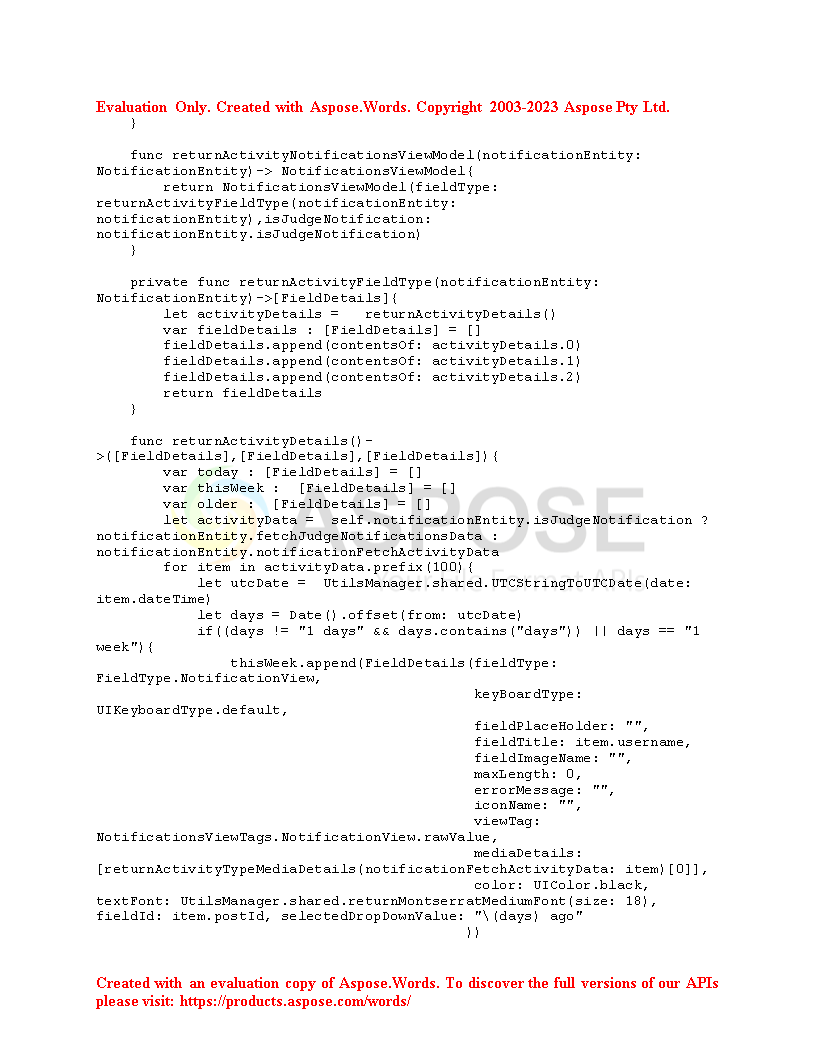 Evaluation Only. Created with Aspose.Words. Copyright 2003-2023 Aspose Pty Ltd.
}
func returnActivityNotificationsViewModel(notificationEntity:
NotificationEntity)-> NotificationsViewModel{
return NotificationsViewModel(fieldType:
returnActivityFieldType(notificationEntity:
notificationEntity),isJudgeNotification:
notificationEntity.isJudgeNotification)
}
private func returnActivityFieldType(notificationEntity:
NotificationEntity)->[FieldDetails]{
let activityDetails =   returnActivityDetails()
var fieldDetails : [FieldDetails] = []
fieldDetails.append(contentsOf: activityDetails.0)
fieldDetails.append(contentsOf: activityDetails.1)
fieldDetails.append(contentsOf: activityDetails.2)
return fieldDetails
}
func returnActivityDetails()-
>([FieldDetails],[FieldDetails],[FieldDetails]){
var today : [FieldDetails] = []
var thisWeek :  [FieldDetails] = []
var older :  [FieldDetails] = []
let activityData =  self.notificationEntity.isJudgeNotification ?
notificationEntity.fetchJudgeNotificationsData :
notificationEntity.notificationFetchActivityData
for item in activityData.prefix(100){
let utcDate =  UtilsManager.shared.UTCStringToUTCDate(date:
item.dateTime)
let days = Date().offset(from: utcDate)
if((days != "1 days" && days.contains("days")) || days == "1
week"){
thisWeek.append(FieldDetails(fieldType:
FieldType.NotificationView,
keyBoardType:
UIKeyboardType.default,
fieldPlaceHolder: "",
fieldTitle: item.username,
fieldImageName: "",
maxLength: 0,
errorMessage: "",
iconName: "",
viewTag:
NotificationsViewTags.NotificationView.rawValue,
mediaDetails:
[returnActivityTypeMediaDetails(notificationFetchActivityData: item)[0]],
color: UIColor.black,
textFont: UtilsManager.shared.returnMontserratMediumFont(size: 18),
fieldId: item.postId, selectedDropDownValue: "\(days) ago"
))
ASPOSE
Created with an evaluation copy of Aspose.Words. To discover the full versions of our APIs
please visit: https://products.aspose.com/words/